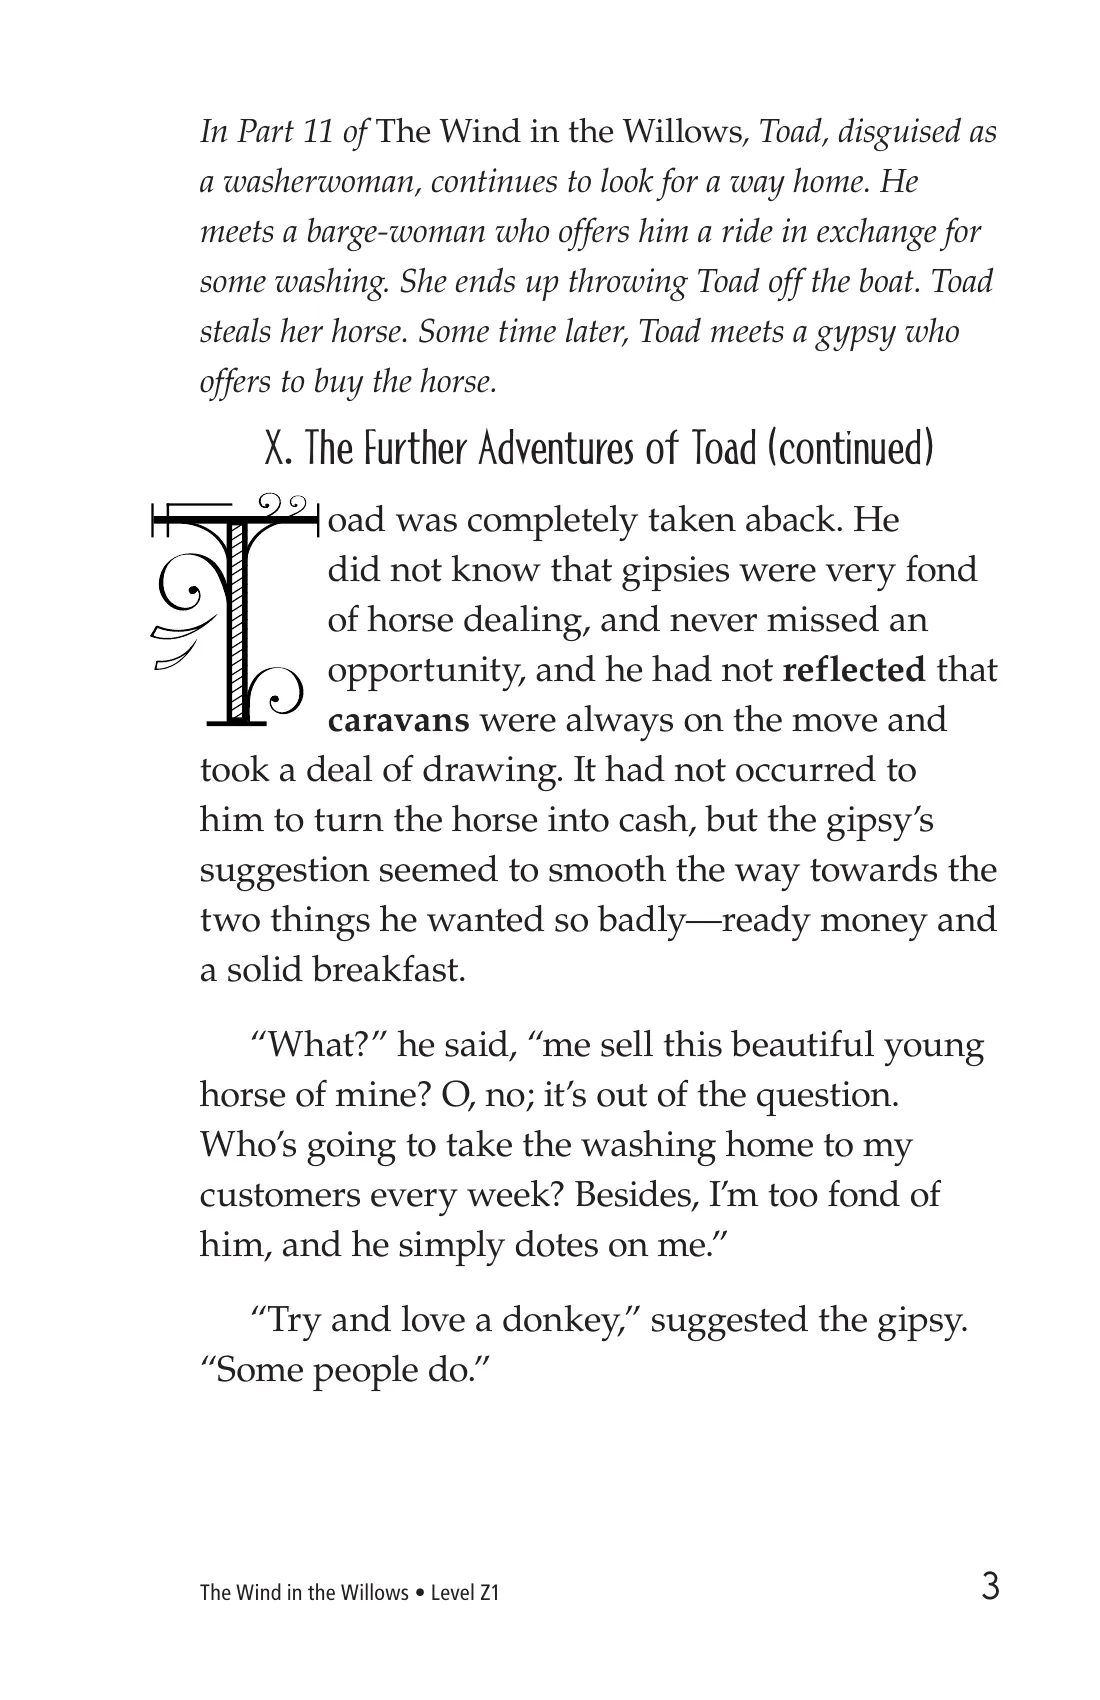 In Part 11 of The Wind in the Willows, Toad, disguised as
a washerwoman, continues to look for a way home. He
meets a barge-woman who offers him a ride in exchange for
some washing. She ends up throwing Toad off the boat. Toad
steals her horse. Some time later, Toad meets a gypsy who
offers to buy the horse.
X. The Further Adventures of Toad (continued)
Toad was completely taken aback. He
did not know that gipsies were very fond
of horse dealing, and never missed an
opportunity, and he had not reflected that
caravans were always on the move and
took a deal of drawing. It had not occurred to
him to turn the horse into cash, but the gipsy’s
suggestion seemed to smooth the way towards the
two things he wanted so badly—ready money and
a solid breakfast.
“What?” he said, “me sell this beautiful young
horse of mine? O, no; it’s out of the question.
Who’s going to take the washing home to my
customers every week? Besides, I’m too fond of
him, and he simply dotes on me.”
“Try and love a donkey,” suggested the gipsy.
“Some people do.”
The Wind in the Willows • Level Z1
3